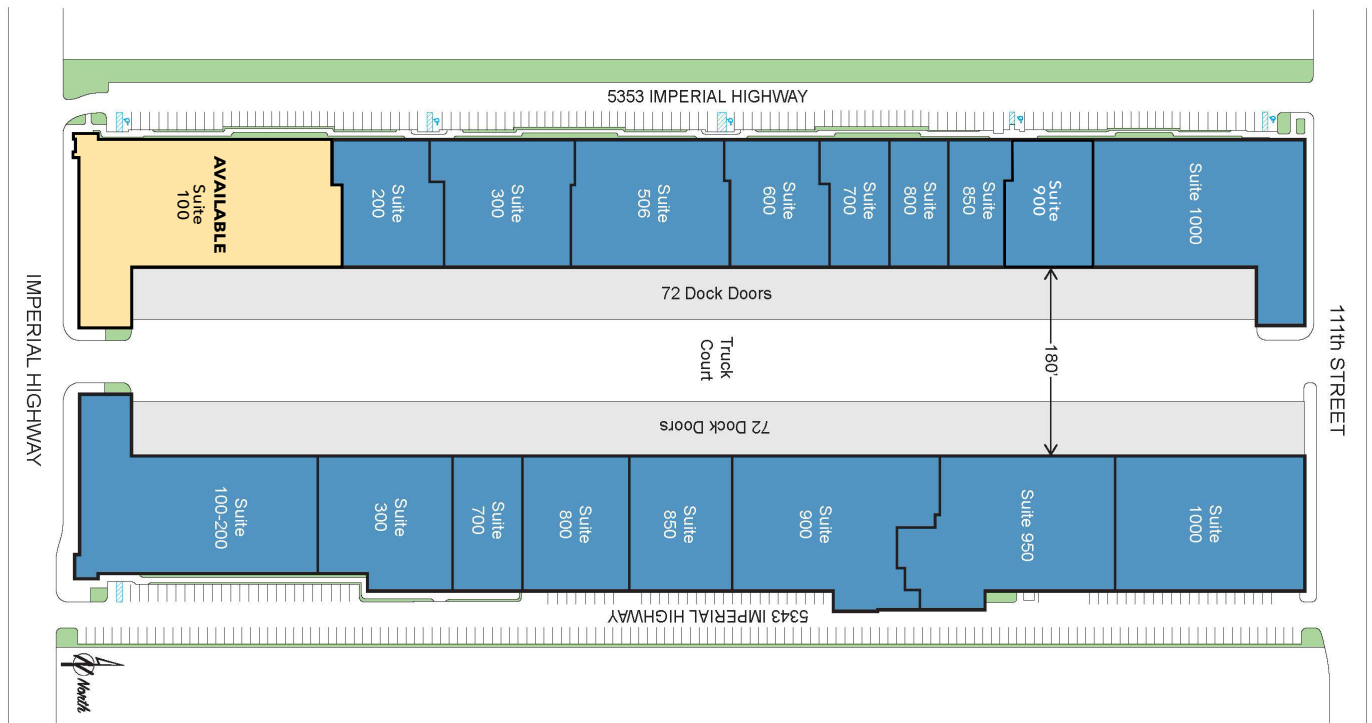 5353 IMPERIAL HIGHWAY
AVAILABLE
Suite
100
Suite
200
Suite
300
Suite
506
Suite
600
Suite
700
Suite
800
Suite
850
Suite
900
Suite 1000
72 Dock Doors
IMPERIAL HIGHWAY
Truck
Court
180'
111th STREET
72 Dock Doors
Suite
100-200
Suite
300
Suite
700
Suite
800
Suite
850
Suite
900
Suite 950
Suite
1000
5343 IMPERIAL HIGHWAY
N
North